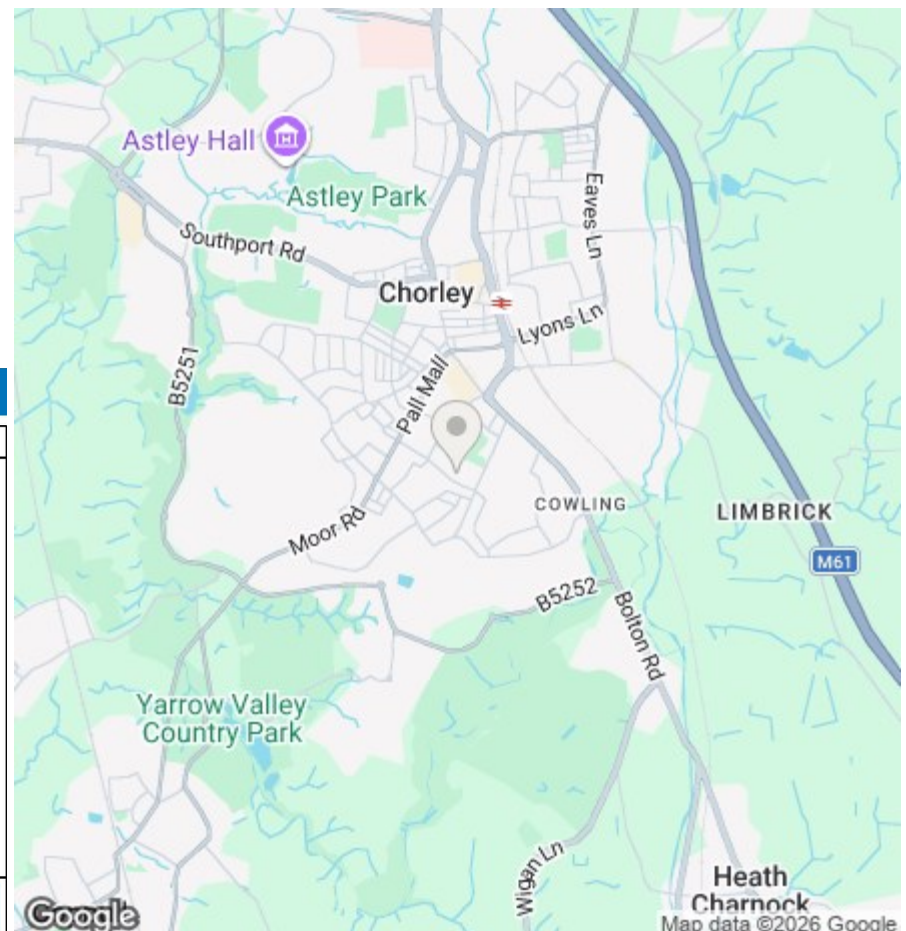 Astley Hall
Astley Park
Eaves Ln
Southport Rd
Chorley
Lyons Ln
B5251
Pall Mall
COWLING
LIMBRICK
Moor Rd
M61
B5252
Bolton Rd
Yarrow Valley
Country Park
Wigan Ln
Heath
Charnock
Google
Map data ©2026 Google